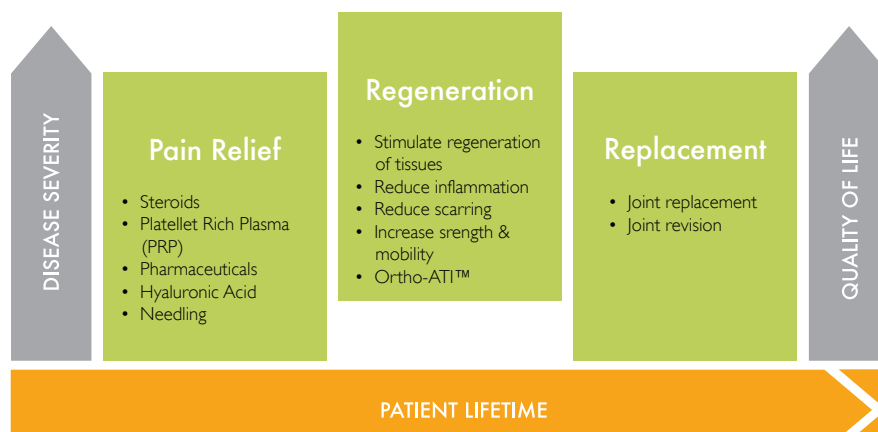 DISEASE SEVERITY
Pain Relief
• Steroids
• Platellet Rich Plasma
(PRP)
• Pharmaceuticals
• Hyaluronic Acid
• Needling
Regeneration
• Stimulate regeneration
of tissues
• Reduce inflammation
• Reduce scarring
• Increase srength &
mobility
• Ortho-ATI™
Replacement
• Joint replacement
• Joint revision
QUALITY OF LIFE
PATIENT LIFETIME